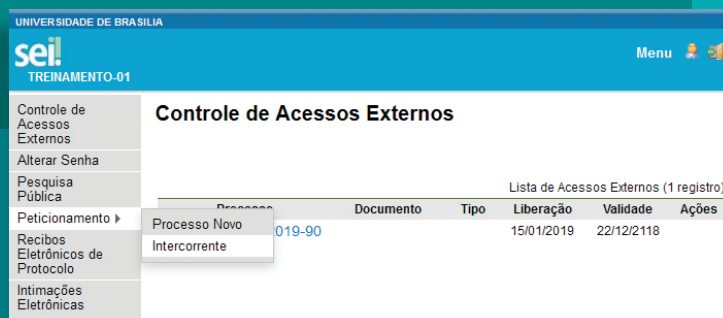 UNIVERSIDADE DE BRASILIA
sei!
TREINAMENTO-01
Menu
Controle de
Acessos
Externos
Alterar Senha
Pesquisa
Pública
Peticionamento
Recibos
Eletrônicos de
Protocolo
Intimações
Eletrônicas
Processo Novo
Intercorrente
Controle de Acessos Externos
Lista de Acessos Externos (1 registro)
Processo Documento Tipo Liberação Validade Ações
019-90 15/01/2019 22/12/2118